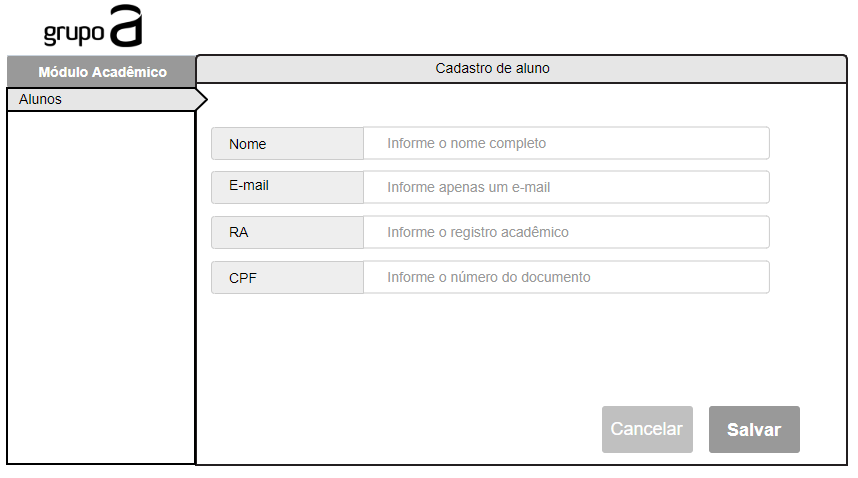 grupo a
Módulo Acadêmico
Cadastro de aluno
Alunos
Nome
Informe o nome completo
E-mail
Informe apenas um e-mail
RA
Informe o registro acadêmico
CPF
Informe o número do documento
Cancelar
Salvar